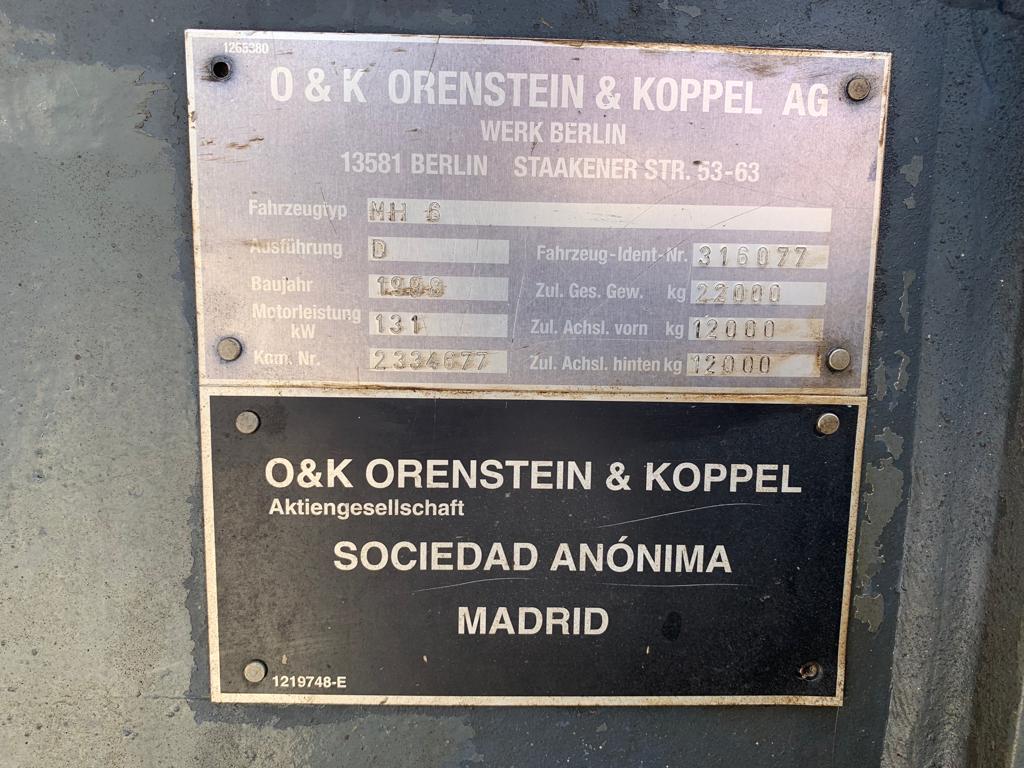 1265380
O & K ORENSTEIN & KOPPEL AG
WERK BERLIN
13581 BERLIN STAAKENER STR. 53-63
Fahrzeugtyp MH 6
Ausführung D Fahrzeug-Ident-Nr. 316077
Baujahr Zul. Ges. Gew. kg 22000
Motorleistung kW 131 Zul. Achsl. vorn kg 12000
Kom. Nr. 2334677 Zul. Achsl. hinten kg 12000
O&K ORENSTEIN & KOPPEL
Aktiengesellschaft
SOCIEDAD ANÓNIMA
MADRID
1219748-E